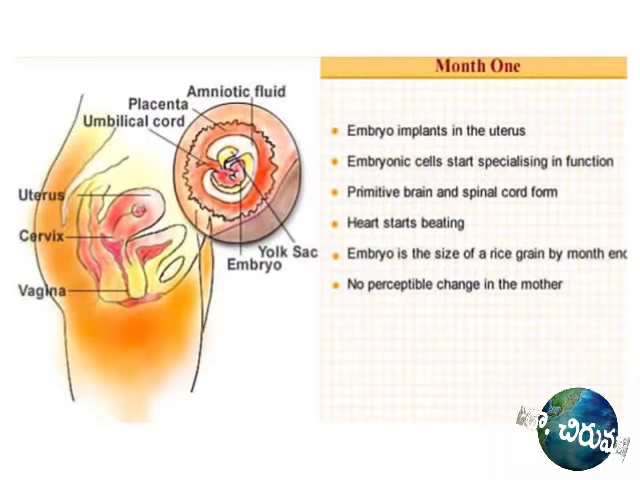 Month One
Amniotic fluid
Placenta
Umbilical cord
Uterus
Cervix
Vagina
Yolk Sac
Embryo
Embryo implants in the uterus
Embryonic cells start specialising in function
Primitive brain and spinal cord form
Heart starts beating
Embryo is the size of a rice grain by month
No perceptible change in the mother